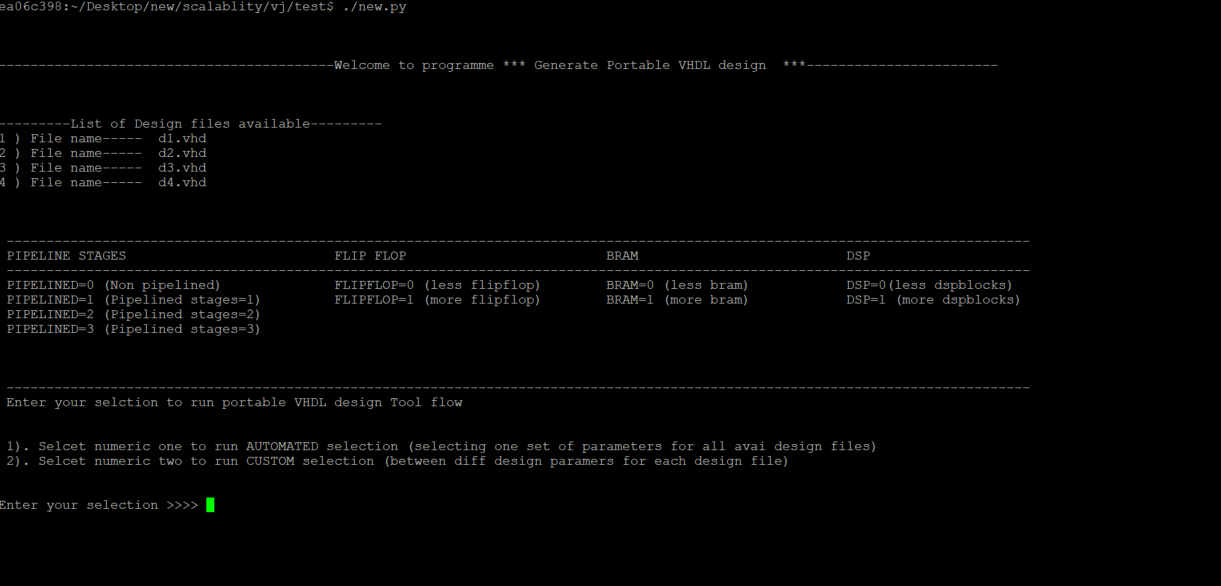 ea06c398:~/Desktop/new/scalablity/vj/test$ ./new.py
------------------------------------------Welcome to programme *** Generate Portable VHDL design  ***------------------------
---------List of Design files available---------
1 ) File name-----  d1.vhd
2 ) File name-----  d2.vhd
3 ) File name-----  d3.vhd
4 ) File name-----  d4.vhd
--------------------------------------------------------------------------------------------------------------------------------
PIPELINE STAGES                          FLIP FLOP                         BRAM                          DSP
--------------------------------------------------------------------------------------------------------------------------------
PIPELINED=0 (Non pipelined)              FLIPFLOP=0 (less flipflop)        BRAM=0 (less bram)            DSP=0(less dspblocks)
PIPELINED=1 (Pipelined stages=1)         FLIPFLOP=1 (more flipflop)        BRAM=1 (more bram)            DSP=1 (more dspblocks)
PIPELINED=2 (Pipelined stages=2)
PIPELINED=3 (Pipelined stages=3)
--------------------------------------------------------------------------------------------------------------------------------
Enter your selction to run portable VHDL design Tool flow
1). Selcet numeric one to run AUTOMATED selection (selecting one set of parameters for all avai design files)
2). Selcet numeric two to run CUSTOM selection (between diff design paramers for each design file)
Enter your selection >>>>